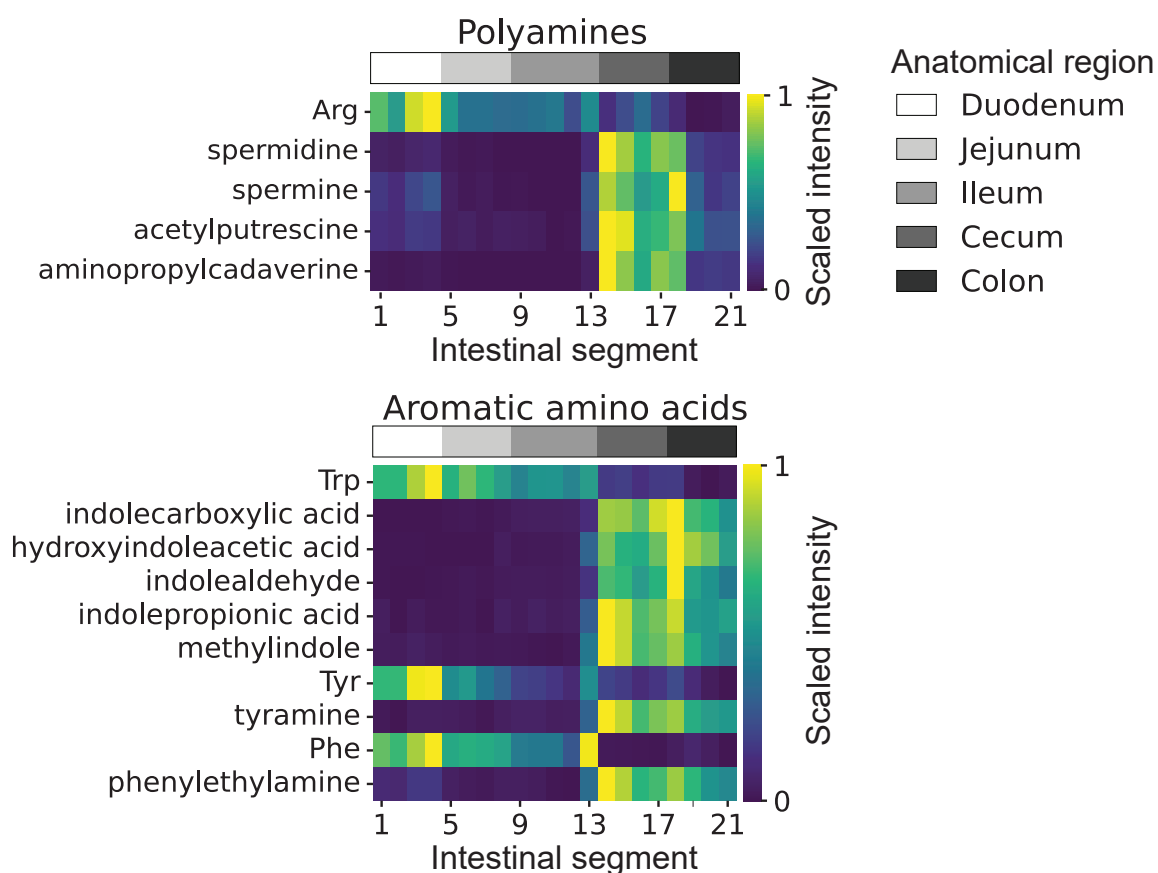 Polyamines
Arg
spermidine
spermine
acetylputrescine
aminopropylcadaverine
1 5 9 13 17 21
Intestinal segment
1
0
Scaled intensity
Anatomical region
Duodenum
Jejunum
Ileum
Cecum
Colon
Aromatic amino acids
Trp
indolecarboxylic acid
hydroxyindoleacetic acid
indolealdehyde
indolepropionic acid
methylindole
Tyr
tyramine
Phe
phenylethylamine
1 5 9 13 17 21
Intestinal segment
1
0
Scaled intensity